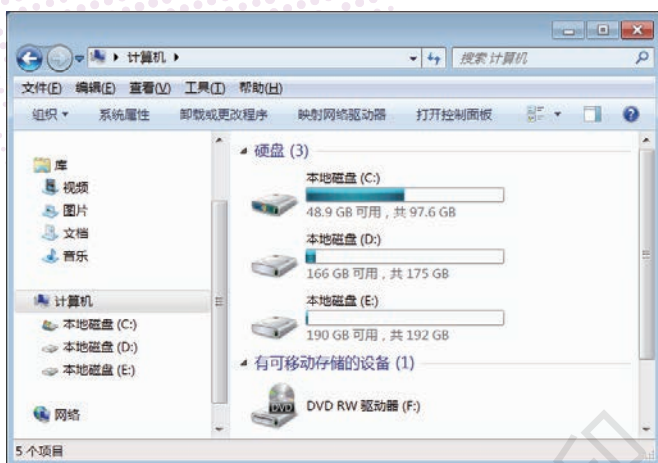 计算机
搜索 计算机
文件(F) 编辑(E) 查看(V) 工具(T) 帮助(H)
组织 系统属性 卸载或更改程序 映射网络驱动器 打开控制面板
库
视频
图片
文档
音乐
计算机
本地磁盘 (C:)
本地磁盘 (D:)
本地磁盘 (E:)
网络
硬盘 (3)
本地磁盘 (C:)
48.9 GB 可用，共 97.6 GB
本地磁盘 (D:)
166 GB 可用，共 175 GB
本地磁盘 (E:)
190 GB 可用，共 192 GB
有可移动存储的设备 (1)
DVD
DVD RW 驱动器 (F:)
5 个项目